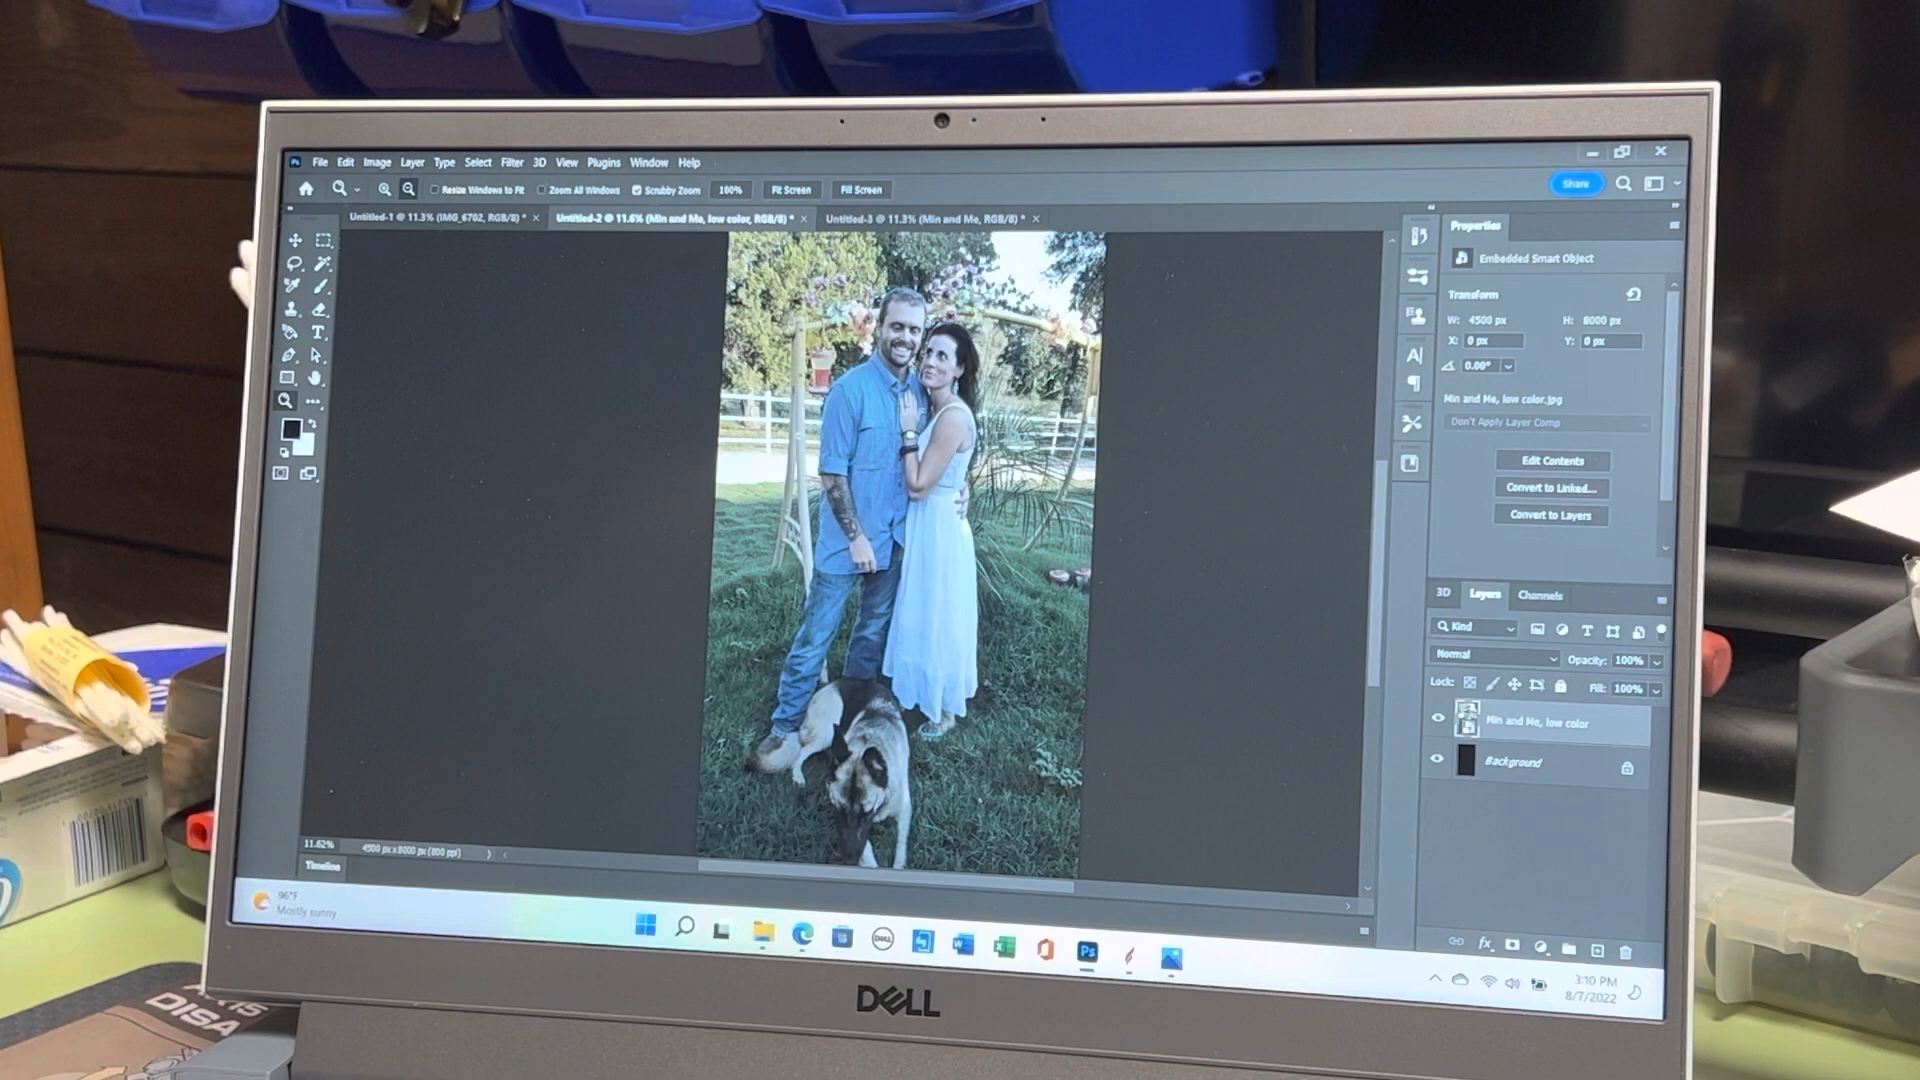 Ps File Edit Image Layer Type Select Filter 3D View Plugins Window Help
Resize Windows to Fit Zoom All Windows Scrubby Zoom 100% Fit Screen Fill Screen Share
Untitled-1 @ 11.3% (IMG_6702, RGB/8) * × Untitled-2 @ 11.6% (Min and Me, low color, RGB/8) * × Untitled-3 @ 11.3% (Min and Me, RGB/8) * ×
Properties
Embedded Smart Object
Transform
W: 4500 px H: 8000 px
X: 0 px Y: 0 px
0.00°
Min and Me, low color.jpg
Don't Apply Layer Comp
Edit Contents
Convert to Linked...
Convert to Layers
3D Layers Channels
Kind
Normal Opacity: 100%
Lock: Fill: 100%
Min and Me, low color
Background
11.62% 4500 px x 8000 px (800 ppi)
Timeline
96°F
Mostly sunny
3:10 PM
8/7/2022
DELL
DISA